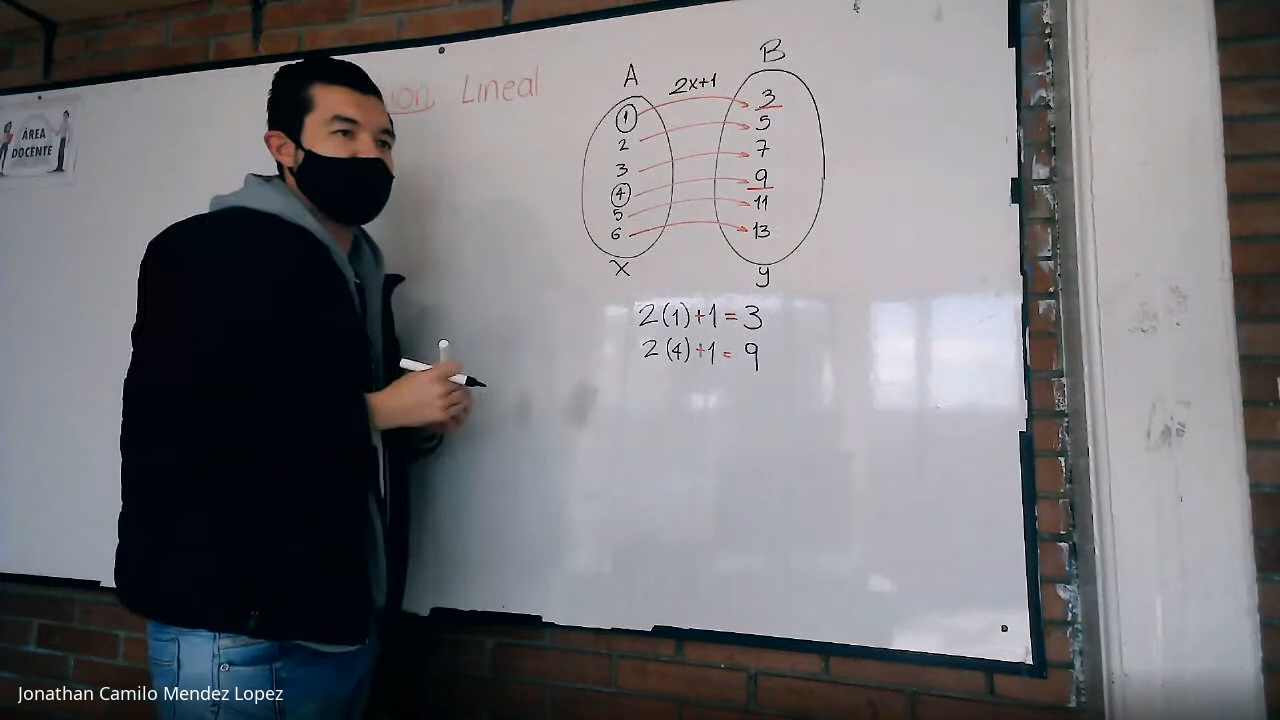 ÁREA
DOCENTE
Lineal
A
B
2x+1
1
2
3
4
5
6
x
3
5
7
9
11
13
y
2(1)+1=3
2(4)+1=9
Jonathan Camilo Mendez Lopez